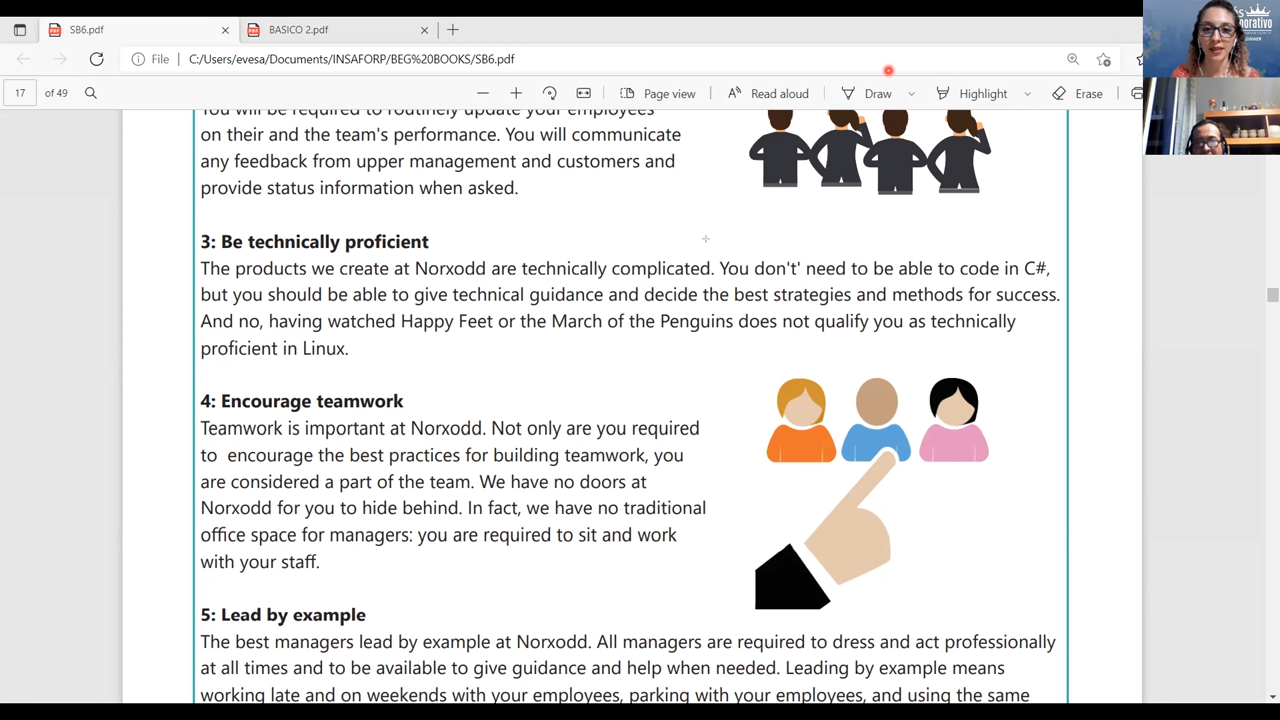 SB6.pdf
BASICO 2.pdf
File
C:/Users/evesa/Documents/INSAFORP/BEG%20BOOKS/SB6.pdf
17 of 49
Page view
Read aloud
Draw
Highlight
Erase
You will be required to routinely update your employees
on their and the team's performance. You will communicate
any feedback from upper management and customers and
provide status information when asked.
3: Be technically proficient
The products we create at Norxodd are technically complicated. You don't' need to be able to code in C#,
but you should be able to give technical guidance and decide the best strategies and methods for success.
And no, having watched Happy Feet or the March of the Penguins does not qualify you as technically
proficient in Linux.
4: Encourage teamwork
Teamwork is important at Norxodd. Not only are you required
to encourage the best practices for building teamwork, you
are considered a part of the team. We have no doors at
Norxodd for you to hide behind. In fact, we have no traditional
office space for managers: you are required to sit and work
with your staff.
5: Lead by example
The best managers lead by example at Norxodd. All managers are required to dress and act professionally
at all times and to be available to give guidance and help when needed. Leading by example means
working late and on weekends with your employees, parking with your employees, and using the same